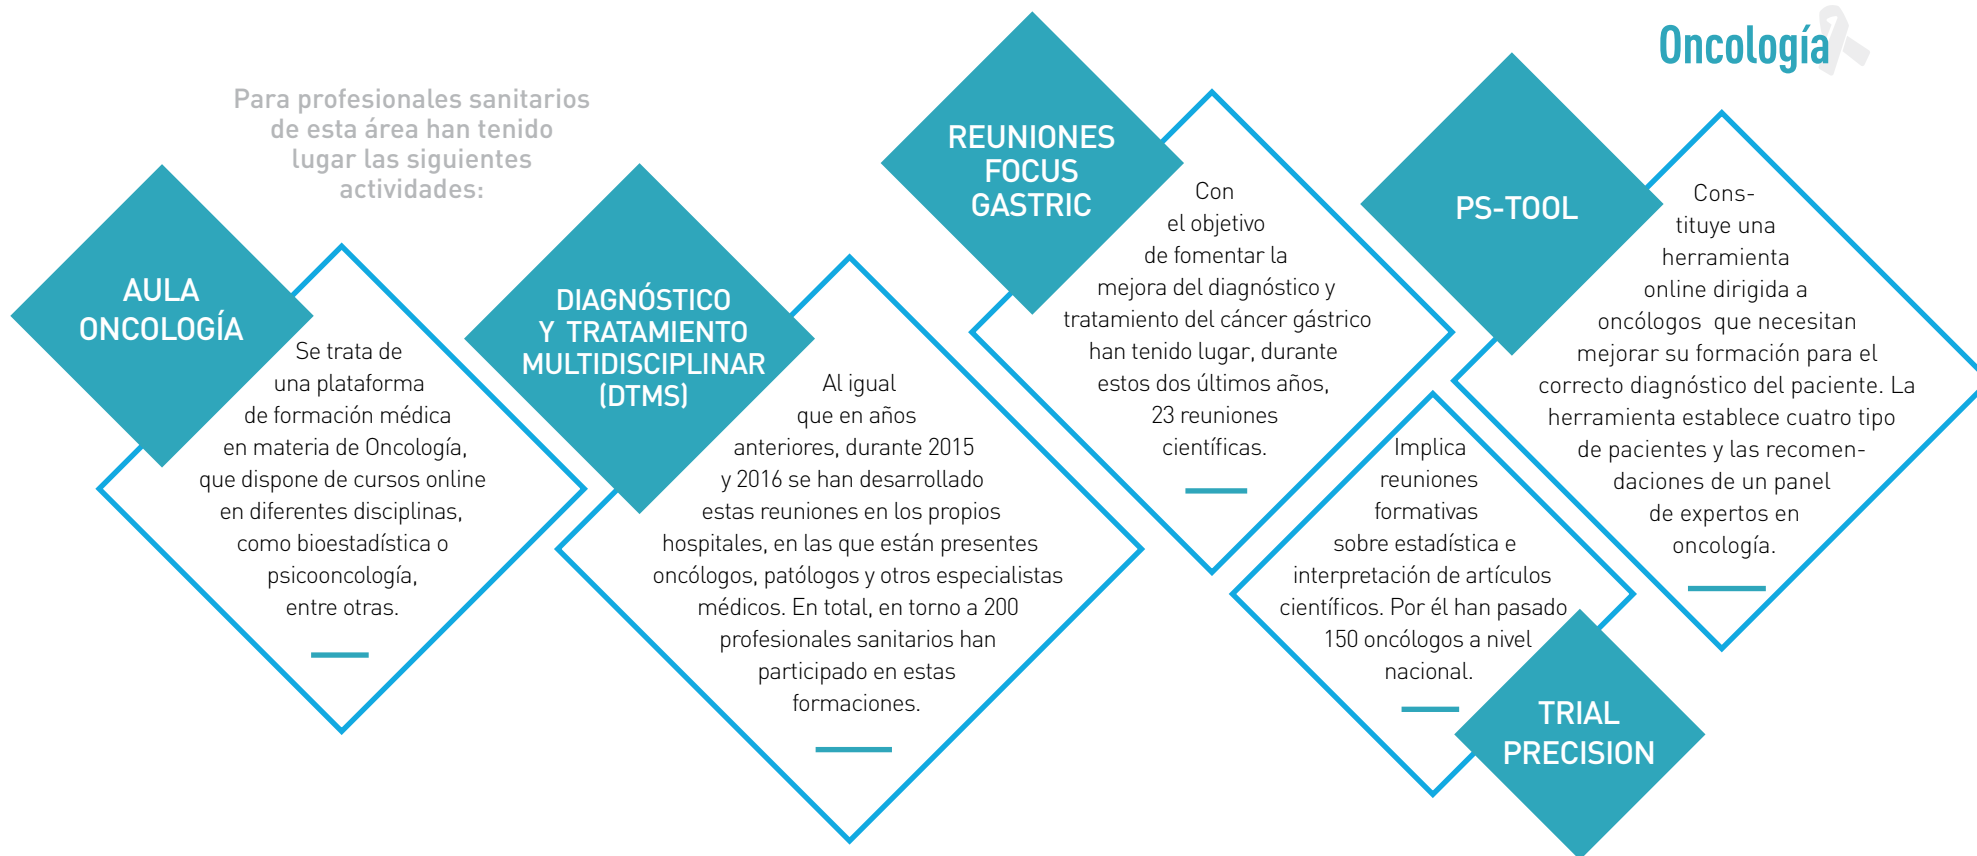 Oncología
Para profesionales sanitarios
de esta área han tenido
lugar las siguientes
actividades:
AULA
ONCOLOGÍA
Se trata de
una plataforma
de formación médica
en materia de Oncología,
que dispone de cursos online
en diferentes disciplinas,
como bioestadística o
psicooncología,
entre otras.
DIAGNÓSTICO
Y TRATAMIENTO
MULTIDISCIPLINAR
(DTMS)
Al igual
que en años
anteriores, durante 2015
y 2016 se han desarrollado
estas reuniones en los propios
hospitales, en las que están presentes
oncólogos, patólogos y otros especialistas
médicos. En total, en torno a 200
profesionales sanitarios han
participado en estas
formaciones.
REUNIONES
FOCUS
GASTRIC
Con
el objetivo
de fomentar la
mejora del diagnóstico y
tratamiento del cáncer gástrico
han tenido lugar, durante
estos dos últimos años,
23 reuniones
científicas.
PS-TOOL
Cons-
tituye una
herramienta
online dirigida a
oncólogos que necesitan
mejorar su formación para el
correcto diagnóstico del paciente. La
herramienta establece cuatro tipo
de pacientes y las recomen-
daciones de un panel
de expertos en
oncología.
Implica
reuniones
formativas
sobre estadística e
interpretación de artículos
científicos. Por él han pasado
150 oncólogos a nivel
nacional.
TRIAL
PRECISION